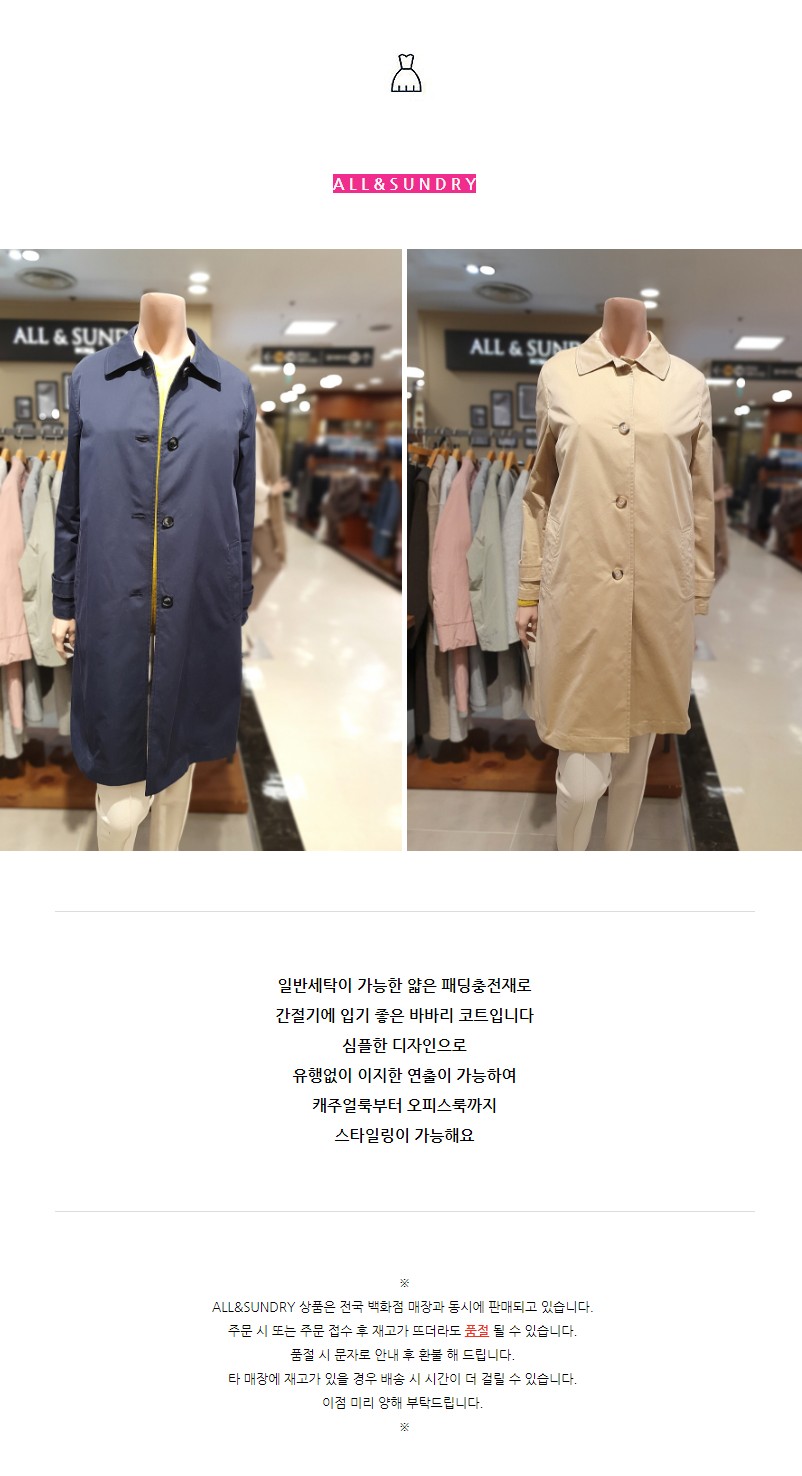 ALL&SUNDRY
ALL & SUND
ALL & SUND
일반세탁이 가능한 얇은 패딩충전재로
간절기에 입기 좋은 바바리 코트입니다
심플한 디자인으로
유행없이 이지한 연출이 가능하여
캐주얼룩부터 오피스룩까지
스타일링이 가능해요
※
ALL&SUNDRY 상품은 전국 백화점 매장과 동시에 판매되고 있습니다.
주문 시 또는 주문 접수 후 재고가 뜨더라도 품절 될 수 있습니다.
품절 시 문자로 안내 후 환불 해 드립니다.
타 매장에 재고가 있을 경우 배송 시 시간이 더 걸릴 수 있습니다.
이점 미리 양해 부탁드립니다.
※